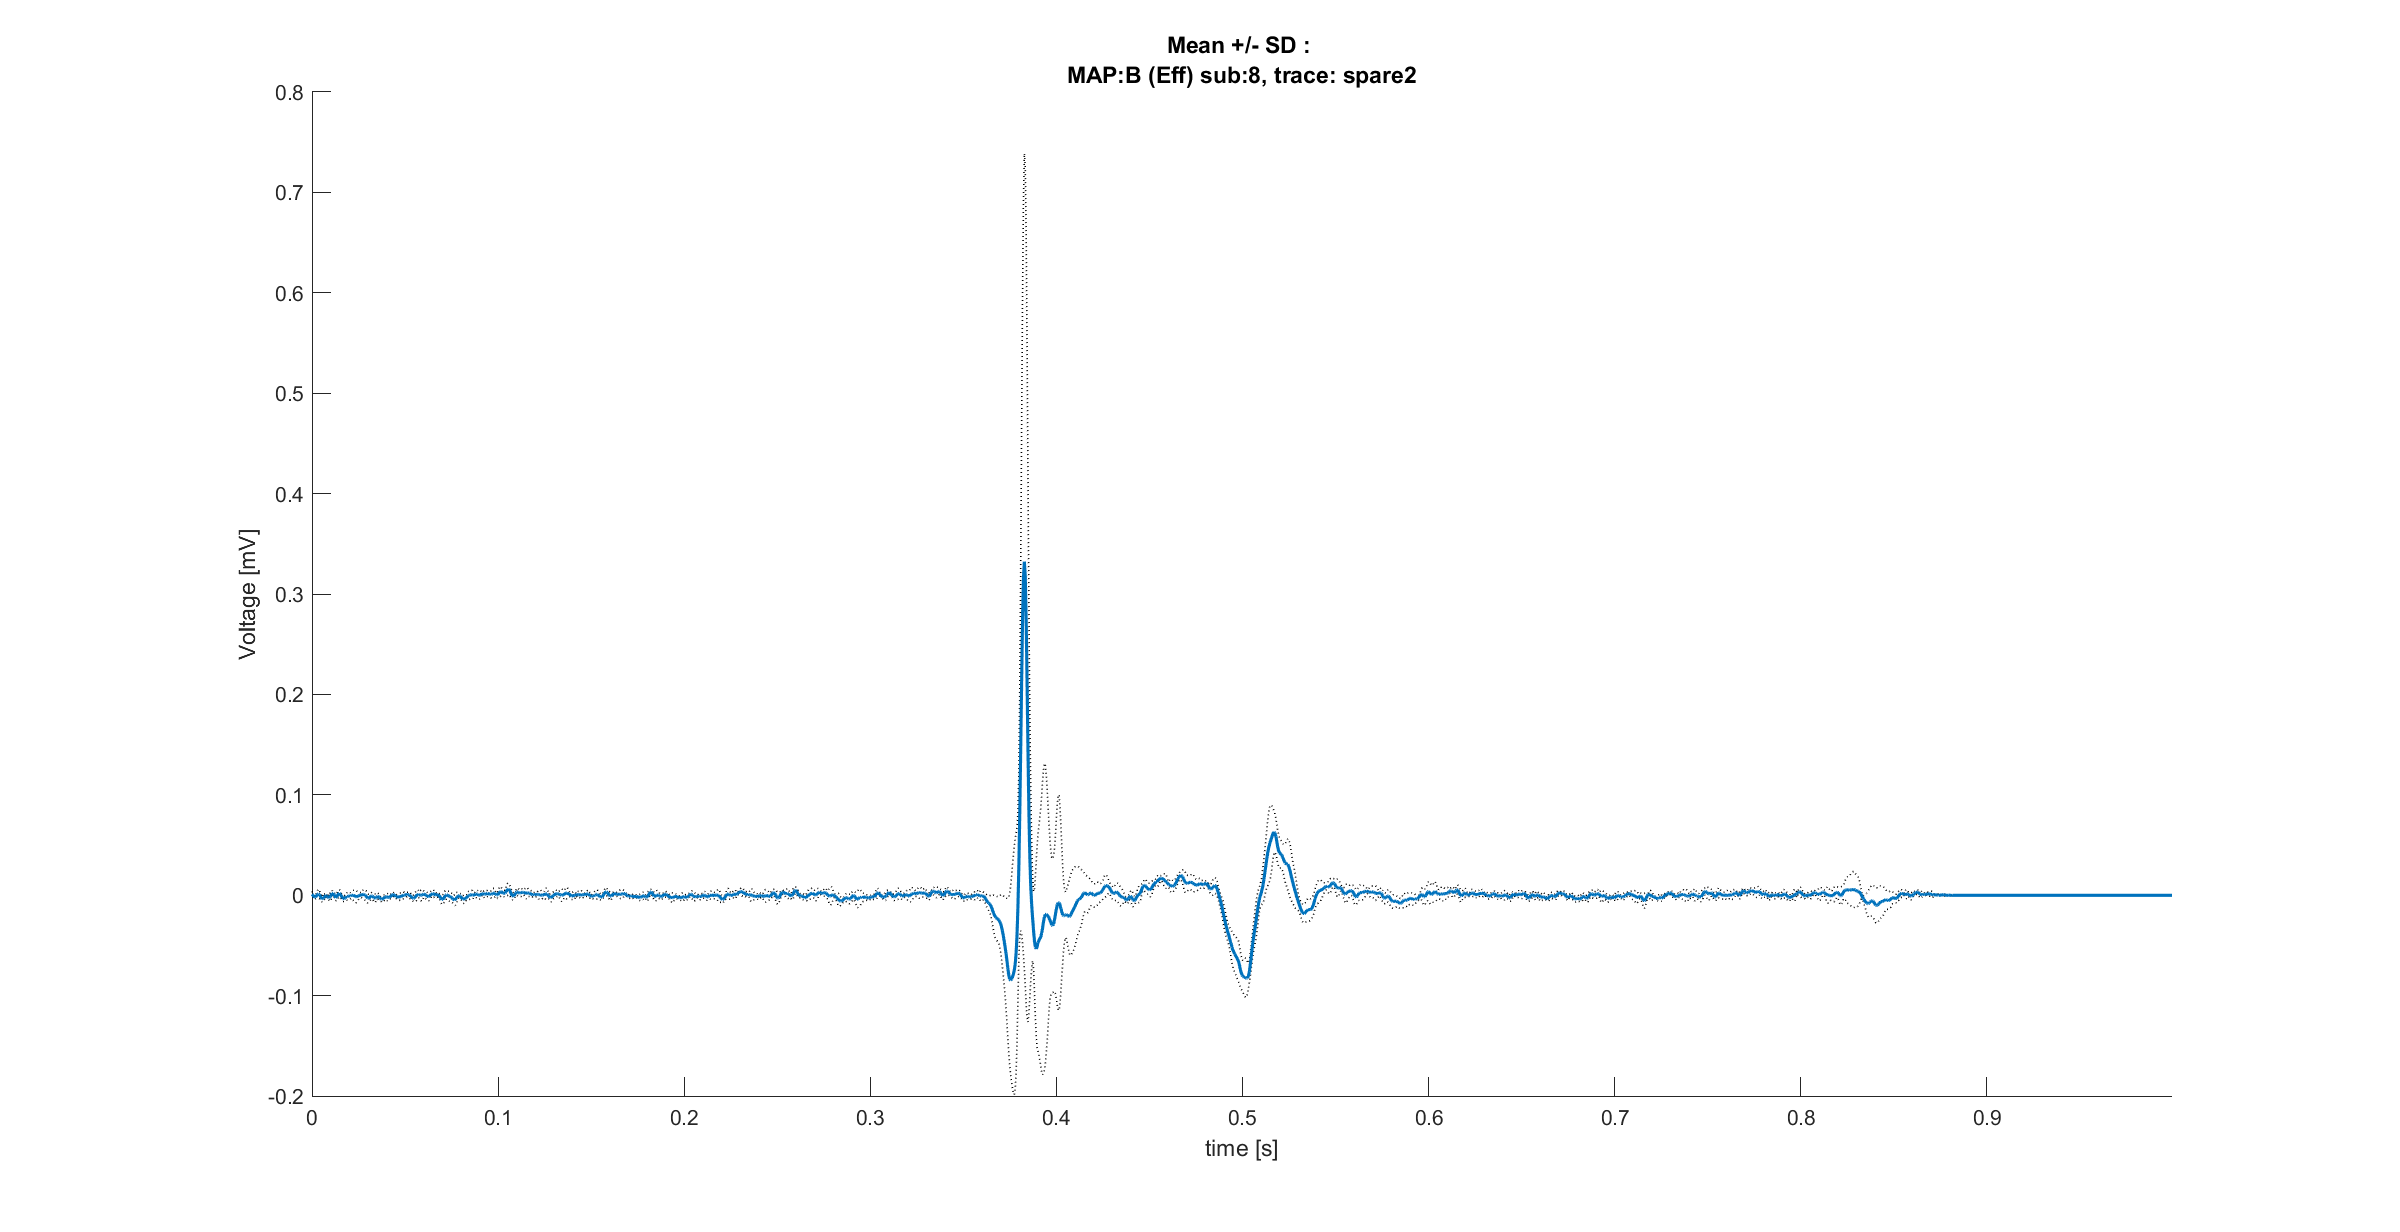 Mean +/- SD :
MAP:B (Eff) sub:8, trace: spare2
0.8
0.7
0.6
0.5
0.4
0.3
0.2
0.1
0
-0.1
-0.2
Voltage [mV]
0 0.1 0.2 0.3 0.4 0.5 0.6 0.7 0.8 0.9
time [s]